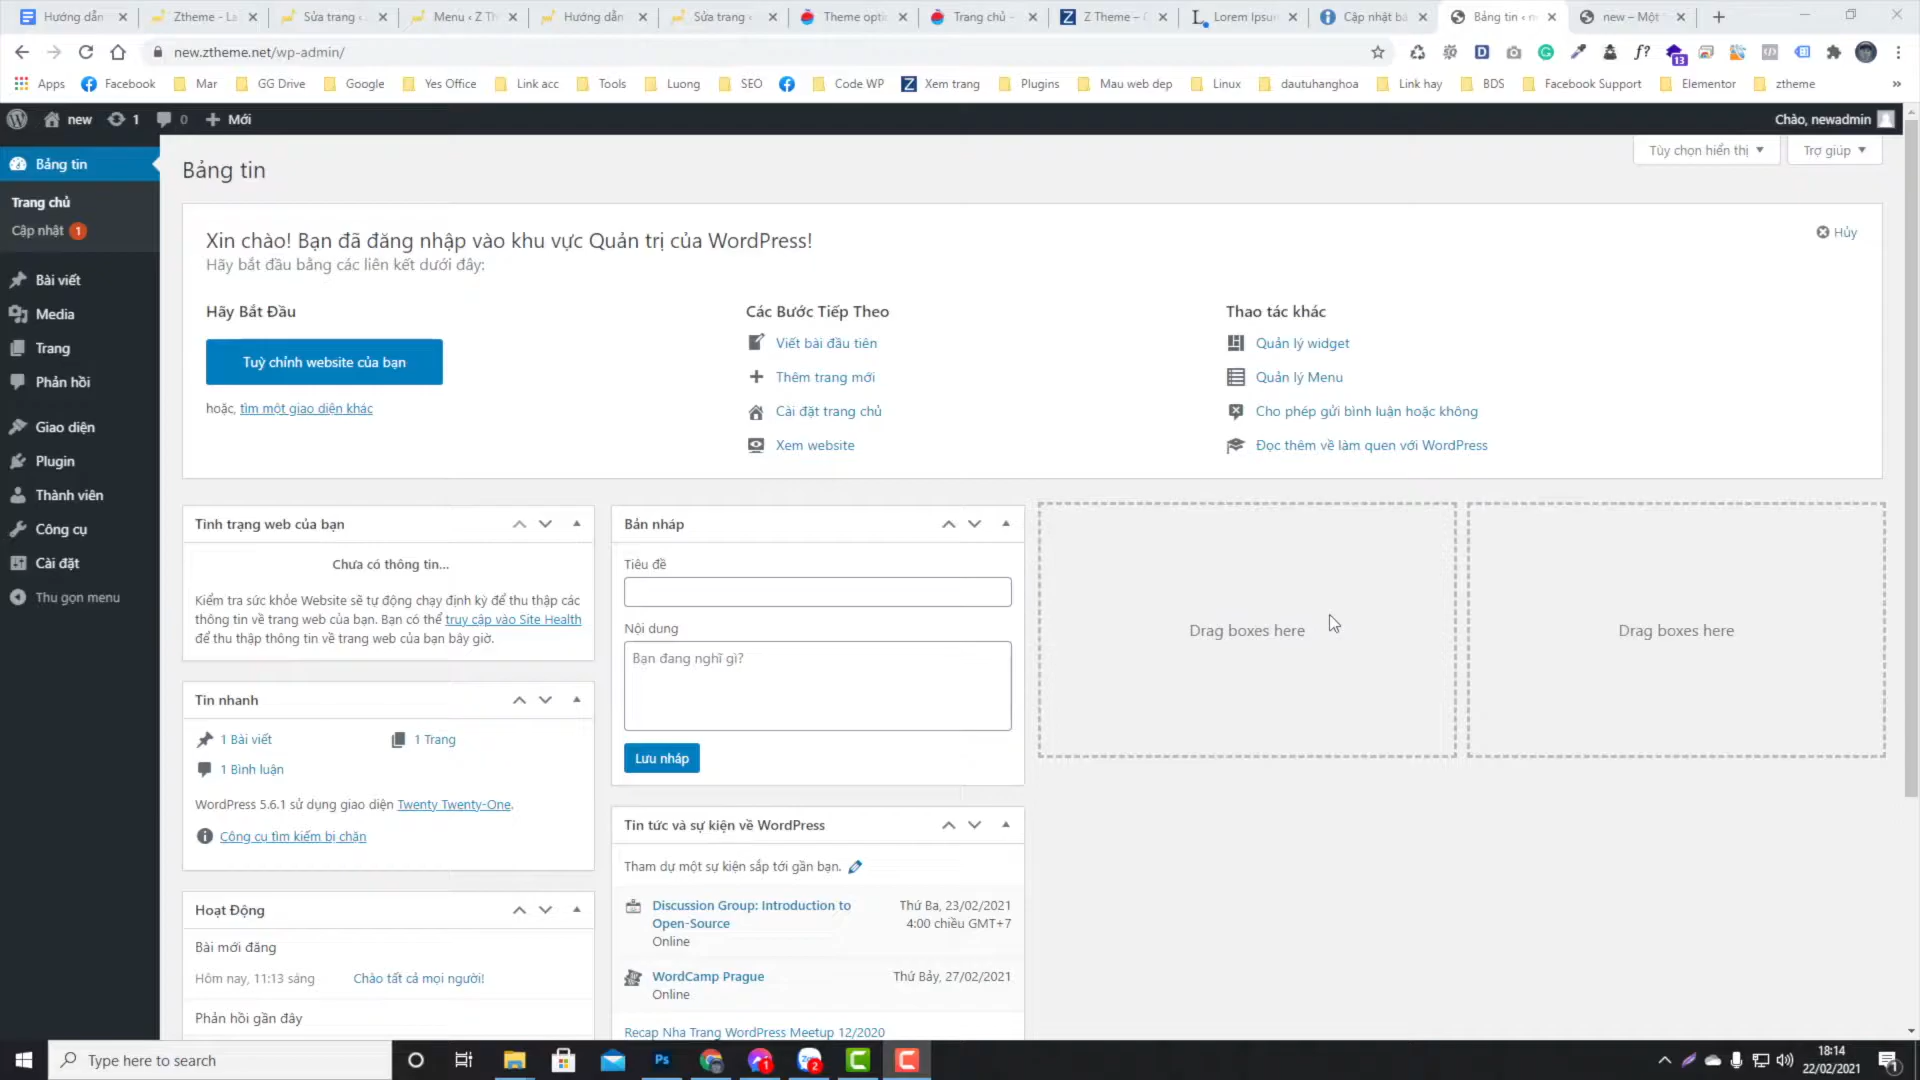 Hướng dẫn
Ztheme - La
Sửa trang ‹
Menu ‹ Z Th
Hướng dẫn
Sửa trang ‹
Theme opti
Trang chủ -
Z Theme –
Lorem Ipsu
Cập nhật bả
Bảng tin ‹ n
new – Một
new.ztheme.net/wp-admin/
13
Apps
Facebook
Mar
GG Drive
Google
Yes Office
Link acc
Tools
Luong
SEO
Code WP
Xem trang
Plugins
Mau web dep
Linux
dautuhanghoa
Link hay
BDS
Facebook Support
Elementor
ztheme
new
1
0
Mới
Chào, newadmin
Bảng tin
Trang chủ
Cập nhật 1
Bài viết
Media
Trang
Phản hồi
Giao diện
Plugin
Thành viên
Công cụ
Cài đặt
Thu gọn menu
Bảng tin
Tùy chọn hiển thị
Trợ giúp
Xin chào! Bạn đã đăng nhập vào khu vực Quản trị của WordPress!
Hãy bắt đầu bằng các liên kết dưới đây:
Hủy
Hãy Bắt Đầu
Tuỳ chỉnh website của bạn
hoặc, tìm một giao diện khác
Các Bước Tiếp Theo
Viết bài đầu tiên
Thêm trang mới
Cài đặt trang chủ
Xem website
Thao tác khác
Quản lý widget
Quản lý Menu
Cho phép gửi bình luận hoặc không
Đọc thêm về làm quen với WordPress
Tình trạng web của bạn
Chưa có thông tin...
Kiểm tra sức khỏe Website sẽ tự động chạy định kỳ để thu thập các
thông tin về trang web của bạn. Bạn có thể truy cập vào Site Health
để thu thập thông tin về trang web của bạn bây giờ.
Tin nhanh
1 Bài viết
1 Trang
1 Bình luận
WordPress 5.6.1 sử dụng giao diện Twenty Twenty-One.
Công cụ tìm kiếm bị chặn
Hoạt Động
Bài mới đăng
Hôm nay, 11:13 sáng
Chào tất cả mọi người!
Phản hồi gần đây
Bản nháp
Tiêu đề
Nội dung
Bạn đang nghĩ gì?
Lưu nháp
Tin tức và sự kiện về WordPress
Tham dự một sự kiện sắp tới gần bạn.
Discussion Group: Introduction to
Open-Source
Online
Thứ Ba, 23/02/2021
4:00 chiều GMT+7
WordCamp Prague
Online
Thứ Bảy, 27/02/2021
Recap Nha Trang WordPress Meetup 12/2020
Drag boxes here
Drag boxes here
Type here to search
Ps
1
2
18:14
22/02/2021
1